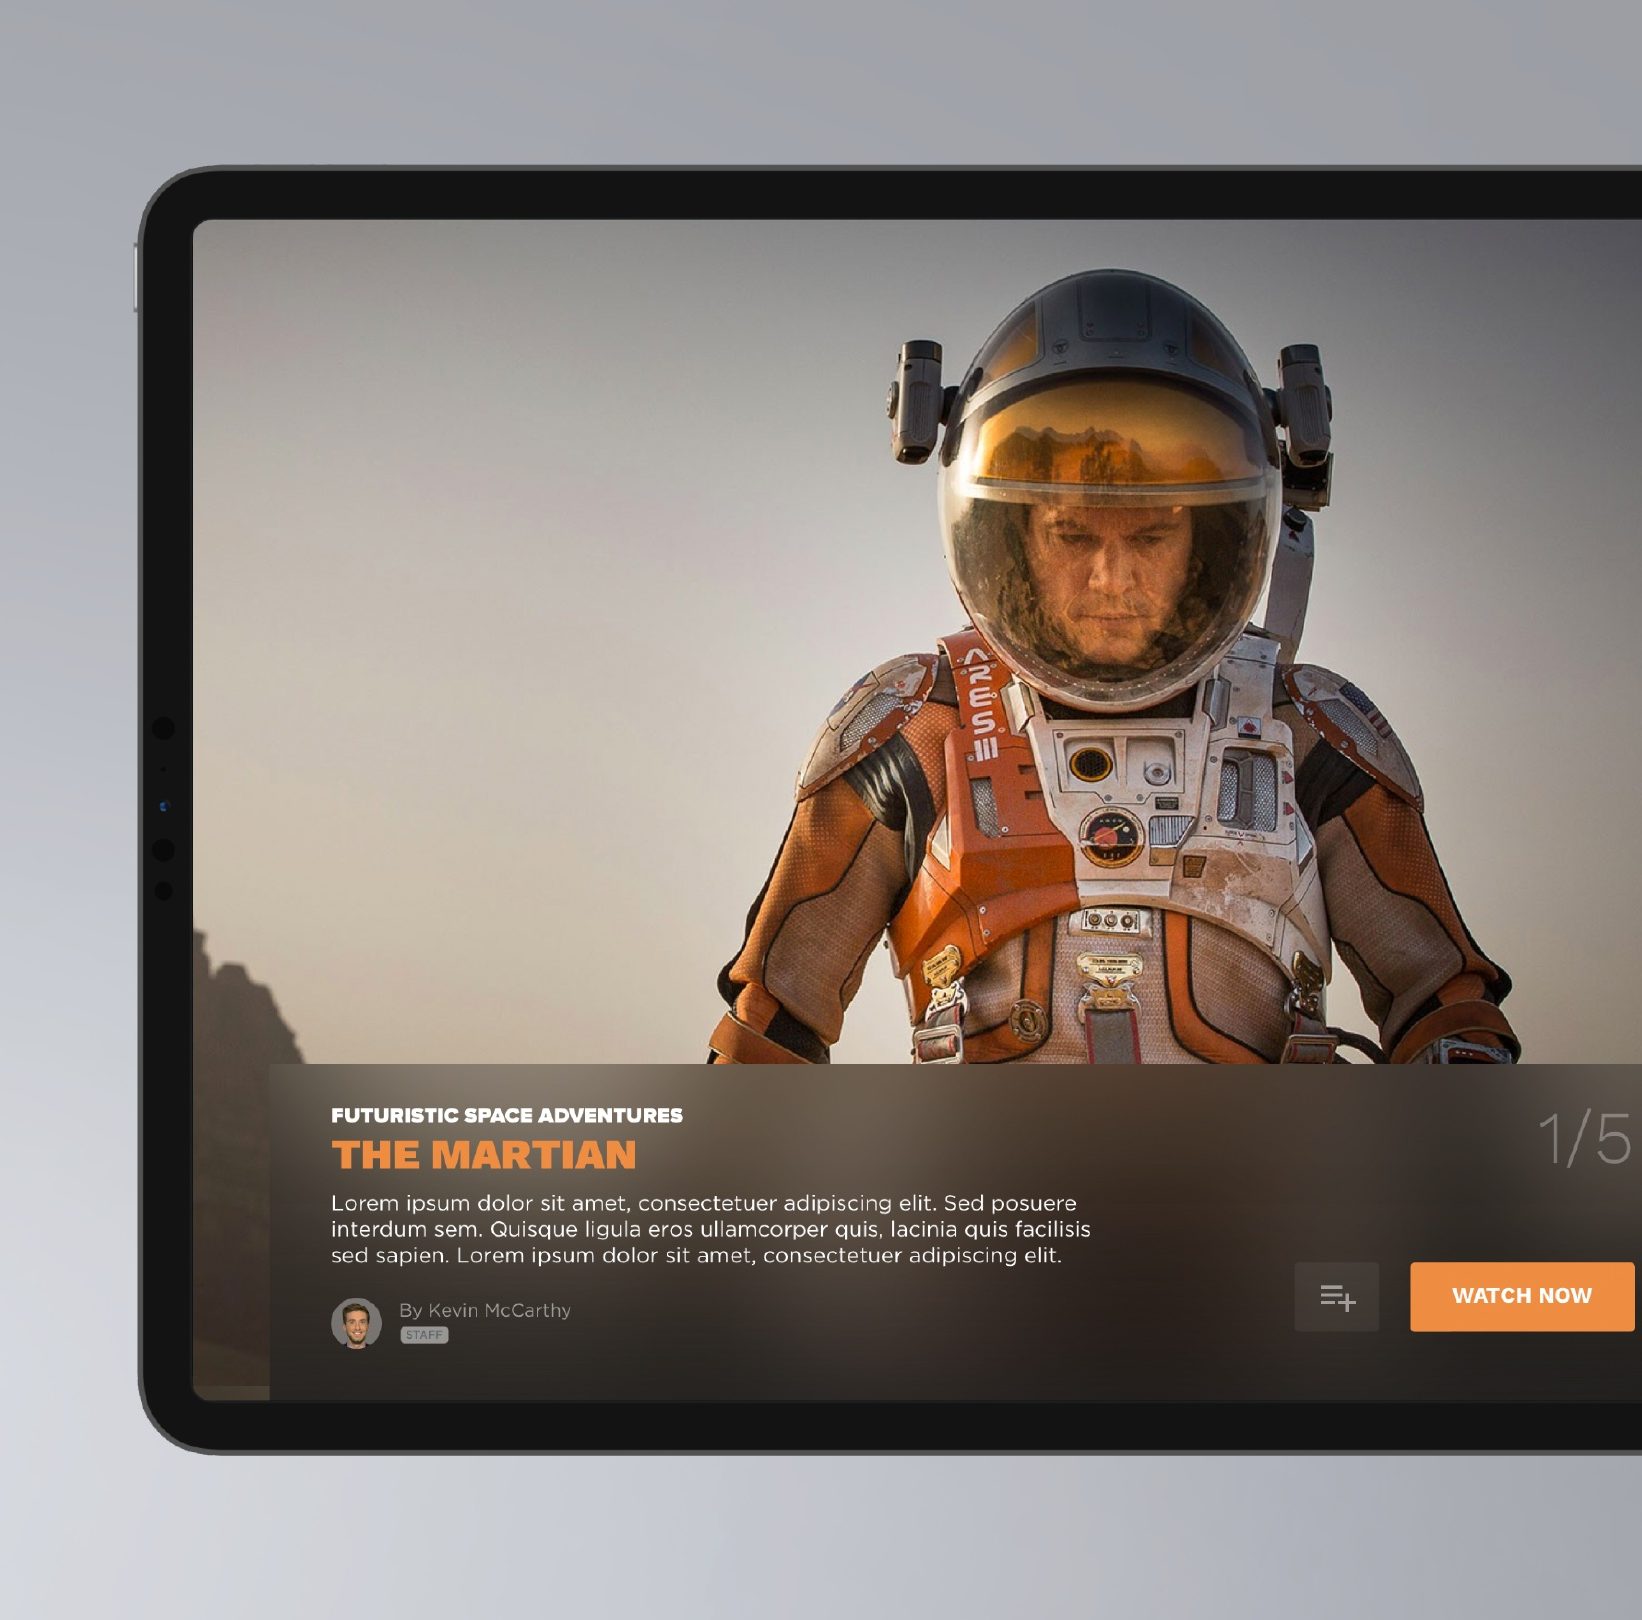 ARES III
FUTURISTIC SPACE ADVENTURES
THE MARTIAN
1/5
Lorem ipsum dolor sit amet, consectetuer adipiscing elit. Sed posuere
interdum sem. Quisque ligula eros ullamcorper quis, lacinia quis facilisis
sed sapien. Lorem ipsum dolor sit amet, consectetuer adipiscing elit.
By Kevin McCarthy
STAFF
WATCH NOW